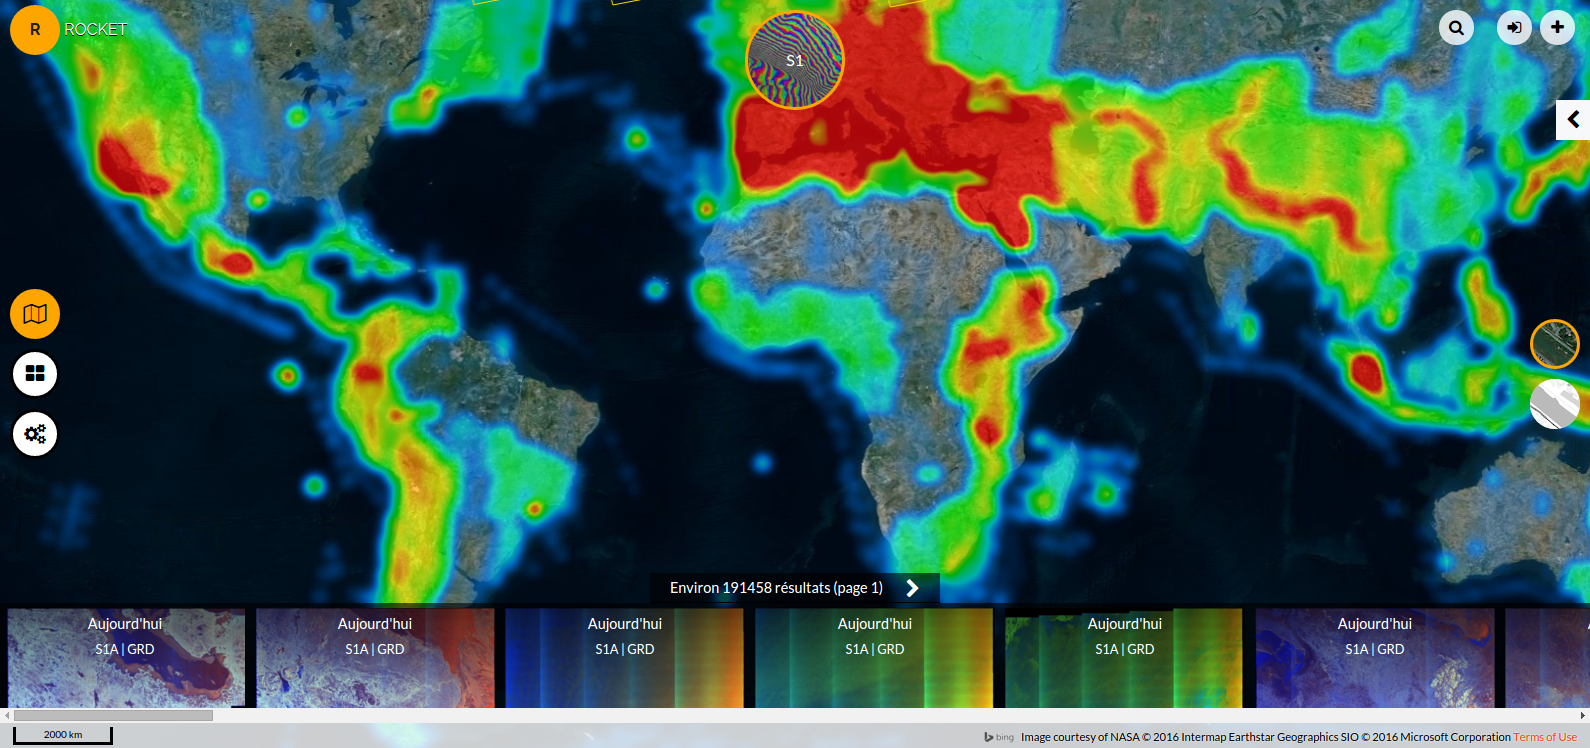 R ROCKET
S1
Environ 191458 résultats (page 1)
Aujourd'hui
S1A | GRD
Aujourd'hui
S1A | GRD
Aujourd'hui
S1A | GRD
Aujourd'hui
S1A | GRD
Aujourd'hui
S1A | GRD
Aujourd'hui
S1A | GRD
2000 km
bing Image courtesy of NASA © 2016 Intermap Earthstar Geographics SIO © 2016 Microsoft Corporation Terms of Use